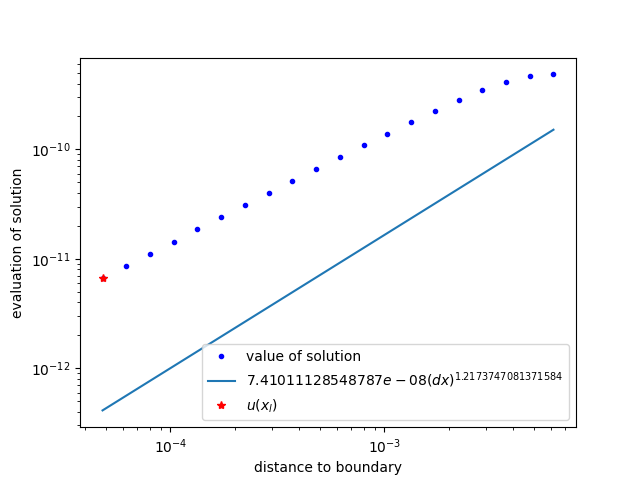 evaluation of solution
10⁻¹⁰
10⁻¹¹
10⁻¹²
value of solution
7.41011128548787e − 08(dx)^1.2173747081371584
u(x_l)
10⁻⁴
10⁻³
distance to boundary